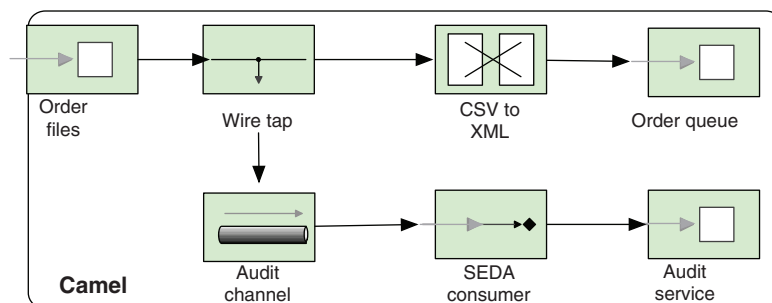 Order
files
Wire tap
CSV to
XML
Order queue
Audit
channel
SEDA
consumer
Audit
service
Camel